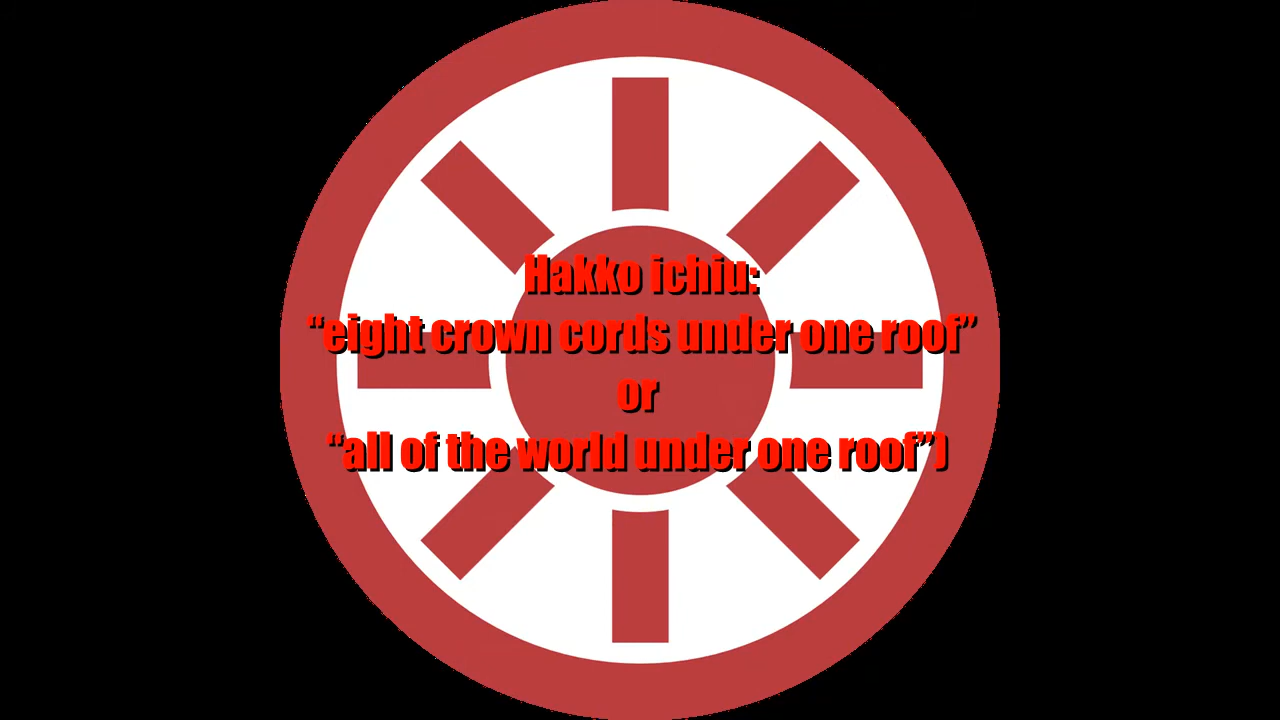 Hakko ichiu:
“eight crown cords under one roof”
or
“all of the world under one roof”)